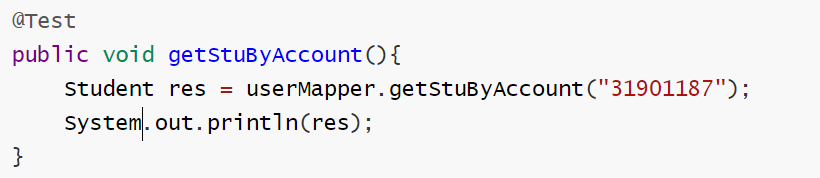 @Test
public void getStuByAccount(){
    Student res = userMapper.getStuByAccount("31901187");
    System.out.println(res);
}